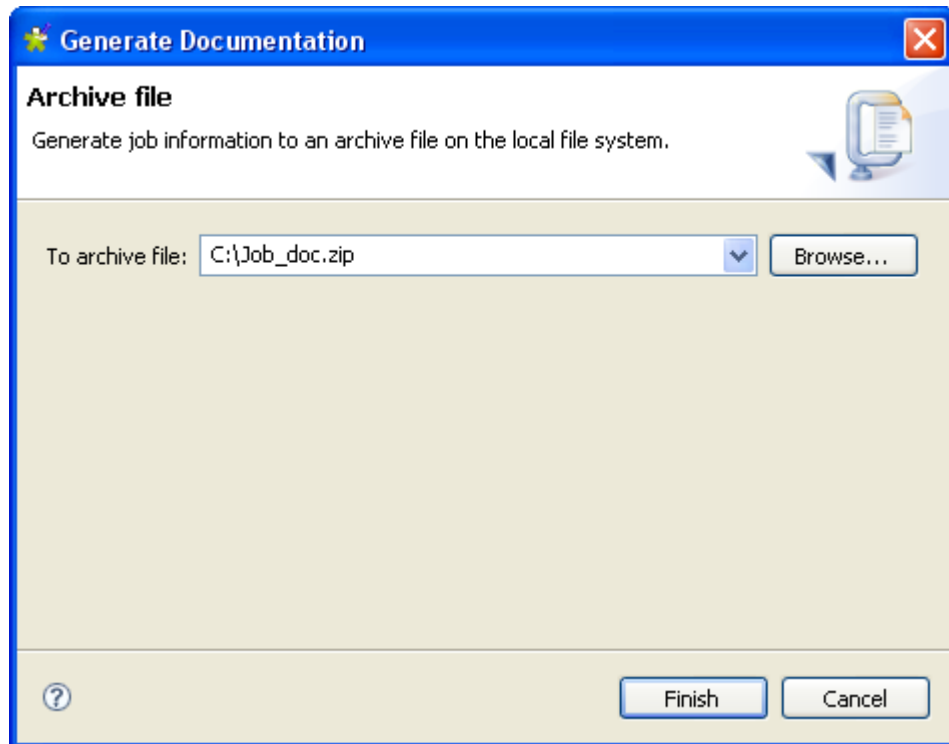 Generate Documentation
Archive file
Generate job information to an archive file on the local file system.
To archive file: C:\Job_doc.zip Browse...
? Finish Cancel